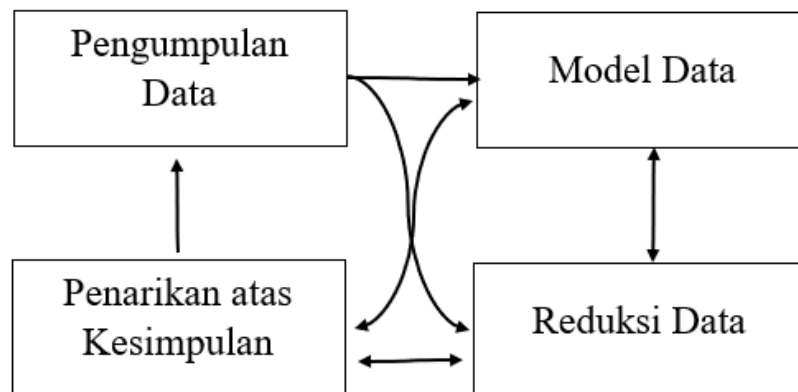 Pengumpulan
Data
Model Data
Penarikan atas
Kesimpulan
Reduksi Data